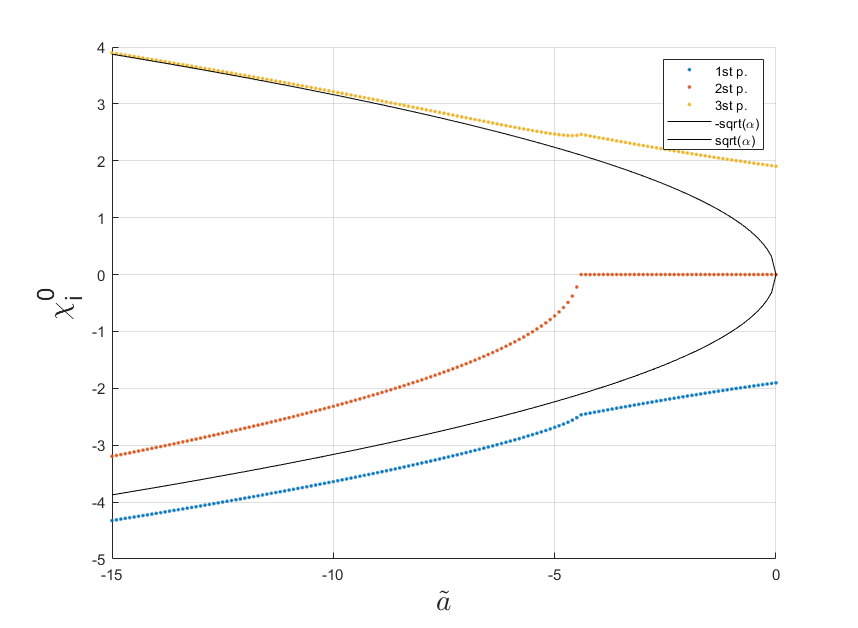 4
3
2
1
0
-1
-2
-3
-4
-5
-15 -10 -5 0
χ_i^0
ã
1st p.
2st p.
3st p.
-sqrt(α)
sqrt(α)